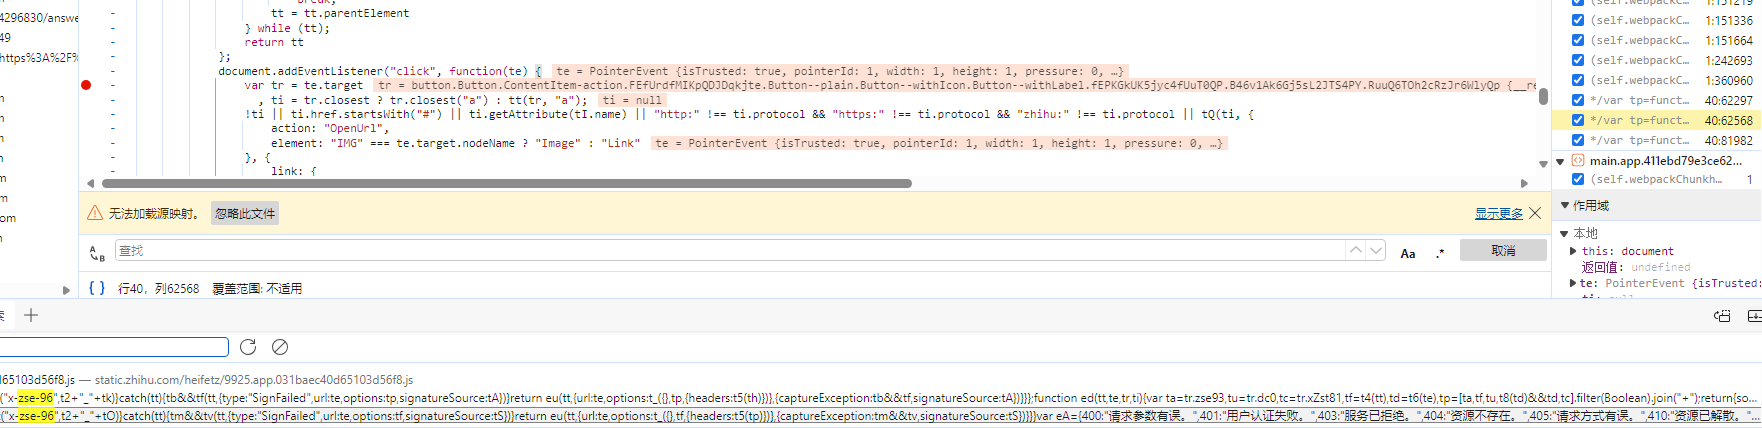 4296830/answe
49
https%3A%2F%
m
m
m
m
m
m
om
n
tt = tt.parentElement
} while (tt);
return tt
};
document.addEventListener("click", function(te) { te = PointerEvent {isTrusted: true, pointerId: 1, width: 1, height: 1, pressure: 0, …}
var tr = te.target tr = button.Button.ContentItem-action.FEfUrdfMIKpQDJDqkjte.Button--plain.Button--withIcon.Button--withLabel.fEPKGkUK5jyc4fUuT0QP.B46v1Ak6Gj5sL2JTS4PY.RuuQ6TOh2cRzJr6WlyQp {__re
, ti = tr.closest ? tr.closest("a") : tt(tr, "a"); ti = null
!ti || ti.href.startsWith("#") || ti.getAttribute(tI.name) || "http:" !== ti.protocol && "https:" !== ti.protocol && "zhihu:" !== ti.protocol || tQ(ti, {
action: "OpenUrl",
element: "IMG" === te.target.nodeName ? "Image" : "Link" te = PointerEvent {isTrusted: true, pointerId: 1, width: 1, height: 1, pressure: 0, …}
}, {
link: {
无法加载源映射。 忽略此文件 显示更多
查找 Aa .* 取消
{ } 行40，列62568 覆盖范围: 不适用
(self.webpackC… 1:151219
(self.webpackC… 1:151336
(self.webpackC… 1:151664
(self.webpackC… 1:242693
(self.webpackC… 1:360960
*/var tp=funct… 40:62297
*/var tp=funct… 40:62568
*/var tp=funct… 40:81982
main.app.411ebd79e3ce62…
(self.webpackChunkh… 1
作用域
本地
this: document
返回值: undefined
te: PointerEvent {isTrusted:
ti: null
d65103d56f8.js — static.zhihu.com/heifetz/9925.app.031baec40d65103d56f8.js
("x-zse-96",t2+"_"+tk)}catch(tt){tb&&tf(tt,{type:"SignFailed",url:te,options:tp,signatureSource:tA})}return eu(tt,{url:te,options:t_({},tp,{headers:t5(th)})},{captureException:tb&&tf,signatureSource:tA})}}};function ed(tt,te,tr,ti){var ta=tr.zse93,tu=tr.dc0,tc=tr.xZst81,tf=t4(tt),td=t6(te),tp=[ta,tf,tu,t8(td)&&td,tc].filter(Boolean).join("+");return{so…
("x-zse-96",t2+"_"+tO)}catch(tt){tm&&tv(tt,{type:"SignFailed",url:te,options:tf,signatureSource:tS})}return eu(tt,{url:te,options:t_({},tf,{headers:t5(tp)})},{captureException:tm&&tv,signatureSource:tS})}}}var eA={400:"请求参数有误。",401:"用户认证失败。",403:"服务已拒绝。",404:"资源不存在。",405:"请求方式有误。",410:"资源已解散。"…